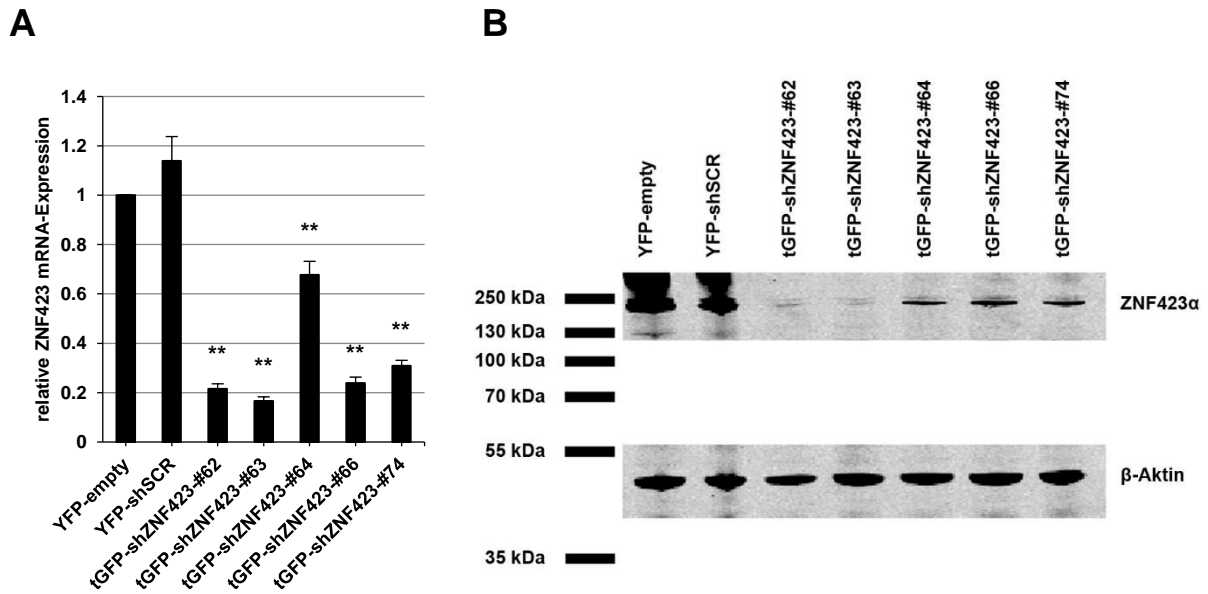 A
relative ZNF423 mRNA-Expression
1.4
1.2
1
0.8
0.6
0.4
0.2
0
**
**
**
**
**
YFP-empty
YFP-shSCR
tGFP-shZNF423-#62
tGFP-shZNF423-#63
tGFP-shZNF423-#64
tGFP-shZNF423-#66
tGFP-shZNF423-#74
B
YFP-empty
YFP-shSCR
tGFP-shZNF423-#62
tGFP-shZNF423-#63
tGFP-shZNF423-#64
tGFP-shZNF423-#66
tGFP-shZNF423-#74
250 kDa
130 kDa
100 kDa
70 kDa
55 kDa
35 kDa
ZNF423α
β-Aktin